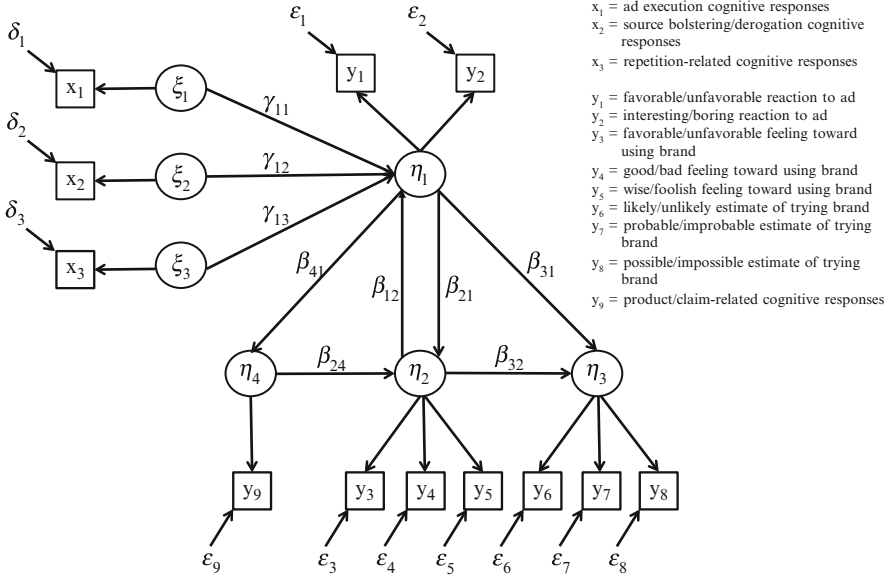 ε₁
ε₂
δ₁
x₁
ξ₁
y₁
y₂
γ₁₁
δ₂
x₂
ξ₂
γ₁₂
η₁
δ₃
γ₁₃
x₃
ξ₃
β₄₁
β₁₂
β₂₁
β₃₁
η₄
β₂₄
η₂
β₃₂
η₃
y₉
y₃
y₄
y₅
y₆
y₇
y₈
ε₉
ε₃
ε₄
ε₅
ε₆
ε₇
ε₈
x₁ = ad execution cognitive responses
x₂ = source bolstering/derogation cognitive
responses
x₃ = repetition-related cognitive responses
y₁ = favorable/unfavorable reaction to ad
y₂ = interesting/boring reaction to ad
y₃ = favorable/unfavorable feeling toward
using brand
y₄ = good/bad feeling toward using brand
y₅ = wise/foolish feeling toward using brand
y₆ = likely/unlikely estimate of trying brand
y₇ = probable/improbable estimate of trying
brand
y₈ = possible/impossible estimate of trying
brand
y₉ = product/claim-related cognitive responses